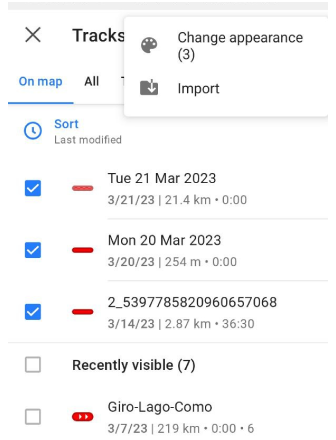 Tracks
Change appearance
(3)
Import
On map
All
Sort
Last modified
Tue 21 Mar 2023
3/21/23 | 21.4 km • 0:00
Mon 20 Mar 2023
3/20/23 | 254 m • 0:00
2_5397785820960657068
3/14/23 | 2.87 km • 36:30
Recently visible (7)
Giro-Lago-Como
3/7/23 | 219 km • 0:00 • 6